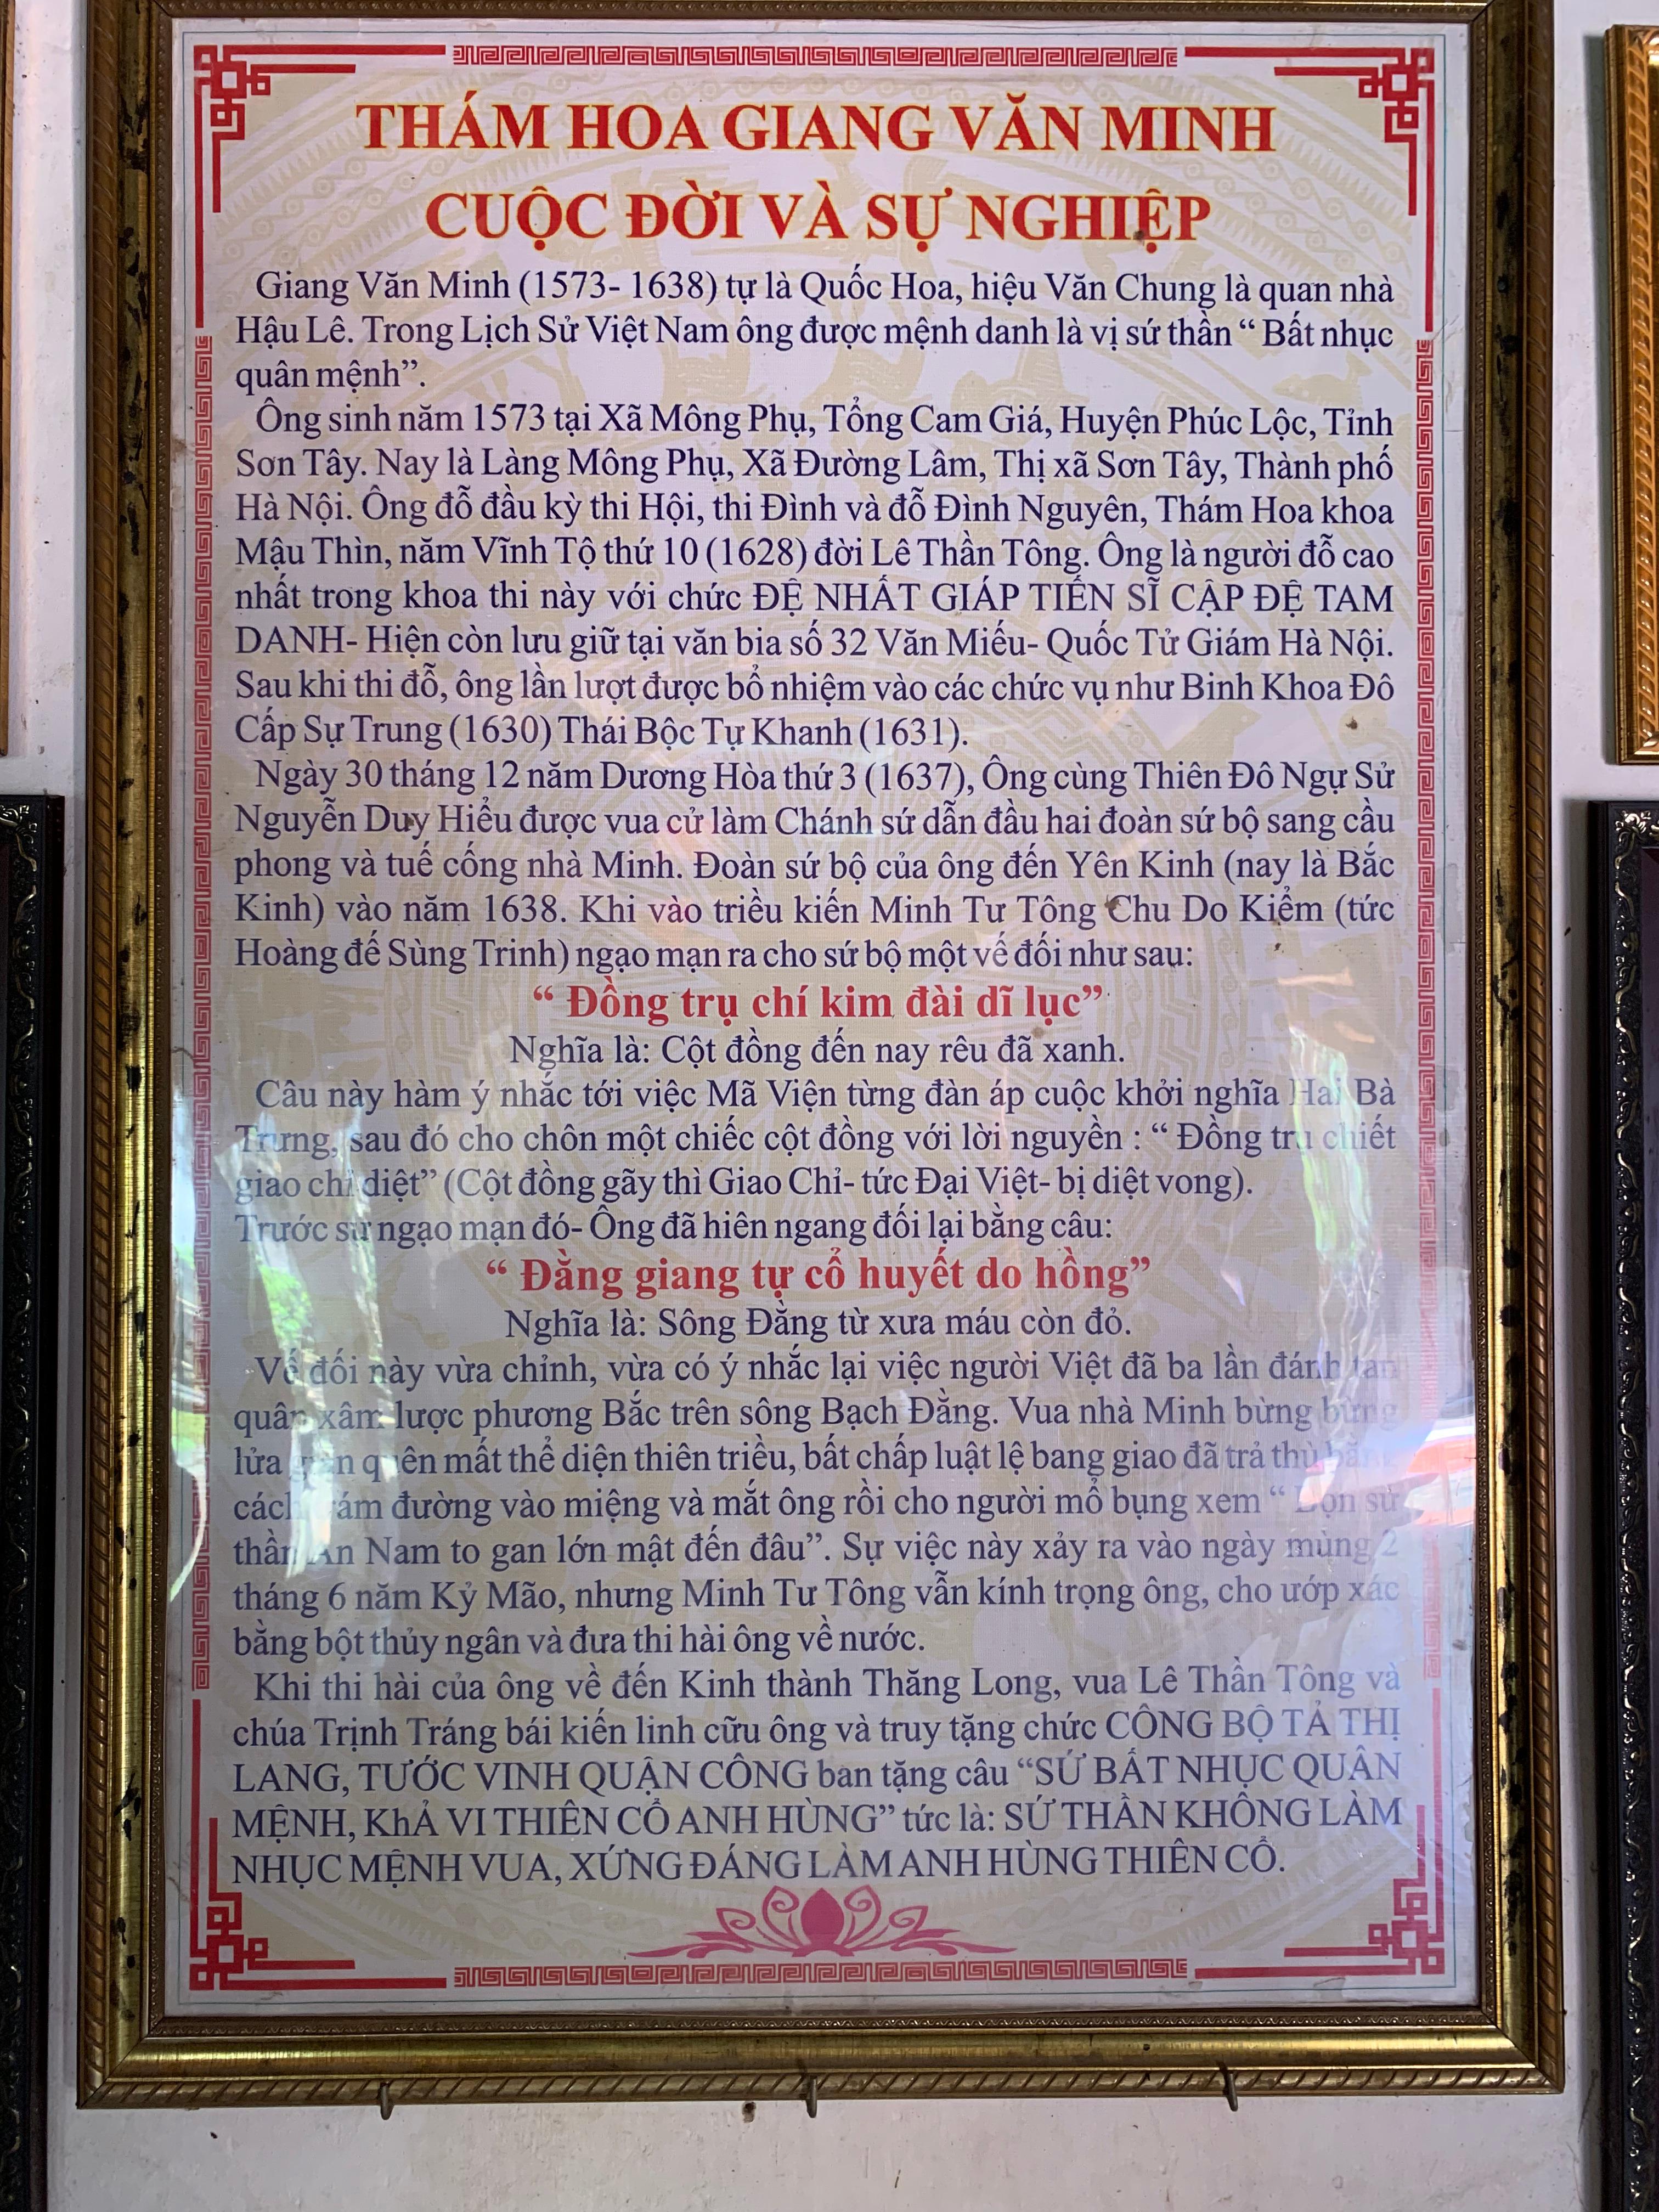 THÁM HOA GIANG VĂN MINH
CUỘC ĐỜI VÀ SỰ NGHIỆP
Giang Văn Minh (1573- 1638) tự là Quốc Hoa, hiệu Văn Chung là quan nhà
Hậu Lê. Trong Lịch Sử Việt Nam ông được mệnh danh là vị sứ thần “ Bất nhục
quân mệnh”.
Ông sinh năm 1573 tại Xã Mông Phụ, Tổng Cam Giá, Huyện Phúc Lộc, Tỉnh
Sơn Tây. Nay là Làng Mông Phụ, Xã Đường Lâm, Thị xã Sơn Tây, Thành phố
Hà Nội. Ông đỗ đầu kỳ thi Hội, thi Đình và đỗ Đình Nguyên, Thám Hoa khoa
Mậu Thìn, năm Vĩnh Tộ thứ 10 (1628) đời Lê Thần Tông. Ông là người đỗ cao
nhất trong khoa thi này với chức ĐỆ NHẤT GIÁP TIẾN SĨ CẬP ĐỆ TAM
DANH- Hiện còn lưu giữ tại văn bia số 32 Văn Miếu- Quốc Tử Giám Hà Nội.
Sau khi thi đỗ, ông lần lượt được bổ nhiệm vào các chức vụ như Binh Khoa Đô
Cấp Sự Trung (1630) Thái Bộc Tự Khanh (1631).
Ngày 30 tháng 12 năm Dương Hòa thứ 3 (1637), Ông cùng Thiên Đô Ngự Sử
Nguyễn Duy Hiểu được vua cử làm Chánh sứ dẫn đầu hai đoàn sứ bộ sang cầu
phong và tuế cống nhà Minh. Đoàn sứ bộ của ông đến Yên Kinh (nay là Bắc
Kinh) vào năm 1638. Khi vào triều kiến Minh Tư Tông Chu Do Kiểm (tức
Hoàng đế Sùng Trinh) ngạo mạn ra cho sứ bộ một vế đối như sau:
“ Đồng trụ chí kim đài dĩ lục”
Nghĩa là: Cột đồng đến nay rêu đã xanh.
Câu này hàm ý nhắc tới việc Mã Viện từng đàn áp cuộc khởi nghĩa Hai Bà
Trưng, sau đó cho chôn một chiếc cột đồng với lời nguyền : “ Đồng trụ chiết
giao chỉ diệt” (Cột đồng gãy thì Giao Chỉ- tức Đại Việt- bị diệt vong).
Trước sự ngạo mạn đó- Ông đã hiên ngang đối lại bằng câu:
“ Đằng giang tự cổ huyết do hồng”
Nghĩa là: Sông Đằng từ xưa máu còn đỏ.
Vế đối này vừa chỉnh, vừa có ý nhắc lại việc người Việt đã ba lần đánh tan
quân xâm lược phương Bắc trên sông Bạch Đằng. Vua nhà Minh bừng bừng
lửa giận quên mất thể diện thiên triều, bất chấp luật lệ bang giao đã trả thù bằng
cách trám đường vào miệng và mắt ông rồi cho người mổ bụng xem “ Bọn sứ
thần An Nam to gan lớn mật đến đâu”. Sự việc này xảy ra vào ngày mùng 2
tháng 6 năm Kỷ Mão, nhưng Minh Tư Tông vẫn kính trọng ông, cho ướp xác
bằng bột thủy ngân và đưa thi hài ông về nước.
Khi thi hài của ông về đến Kinh thành Thăng Long, vua Lê Thần Tông và
chúa Trịnh Tráng bái kiến linh cữu ông và truy tặng chức CÔNG BỘ TẢ THỊ
LANG, TƯỚC VINH QUẬN CÔNG ban tặng câu “SỨ BẤT NHỤC QUÂN
MỆNH, KhẢ VI THIÊN CỔ ANH HÙNG” tức là: SỨ THẦN KHÔNG LÀM
NHỤC MỆNH VUA, XỨNG ĐÁNG LÀM ANH HÙNG THIÊN CỔ.